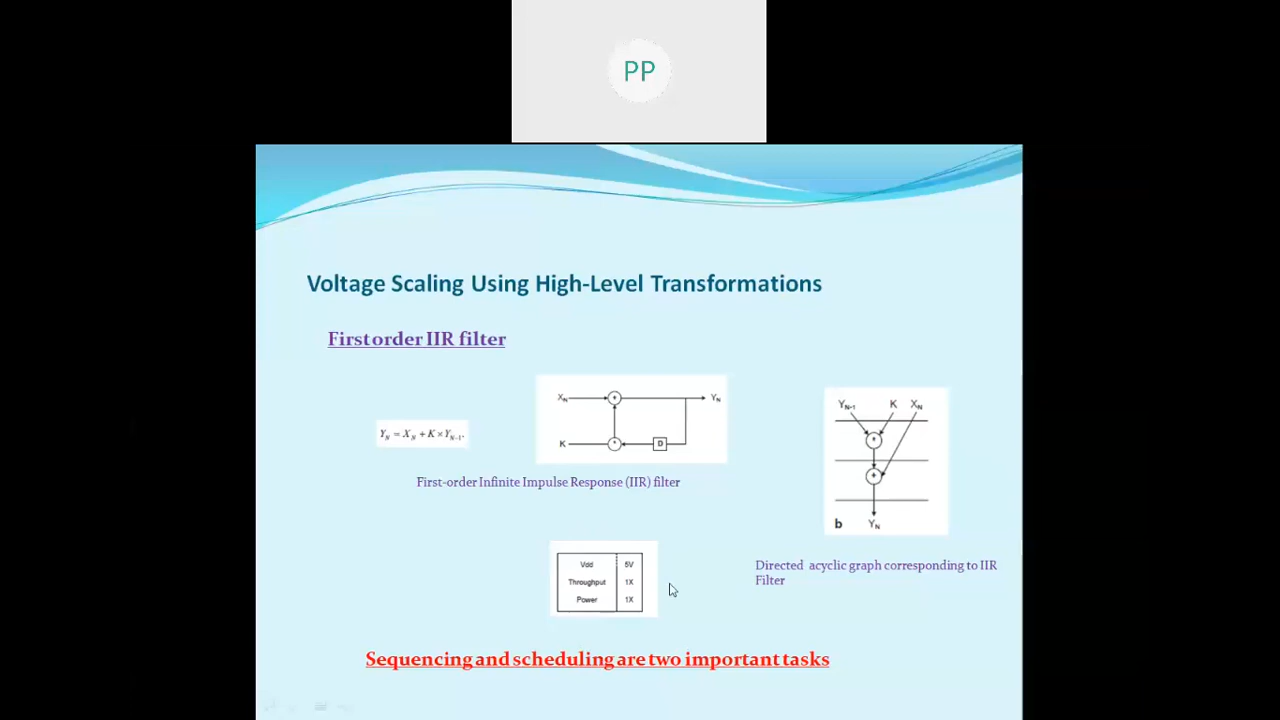 PP
Voltage Scaling Using High-Level Transformations
First order IIR filter
Y_N = X_N + K × Y_{N-1}.
X_N + Y_N
K * D
First-order Infinite Impulse Response (IIR) filter
Y_{N-1} K X_N
*
+
b Y_N
Directed acyclic graph corresponding to IIR
Filter
Vdd 5V
Throughput 1X
Power 1X
Sequencing and scheduling are two important tasks